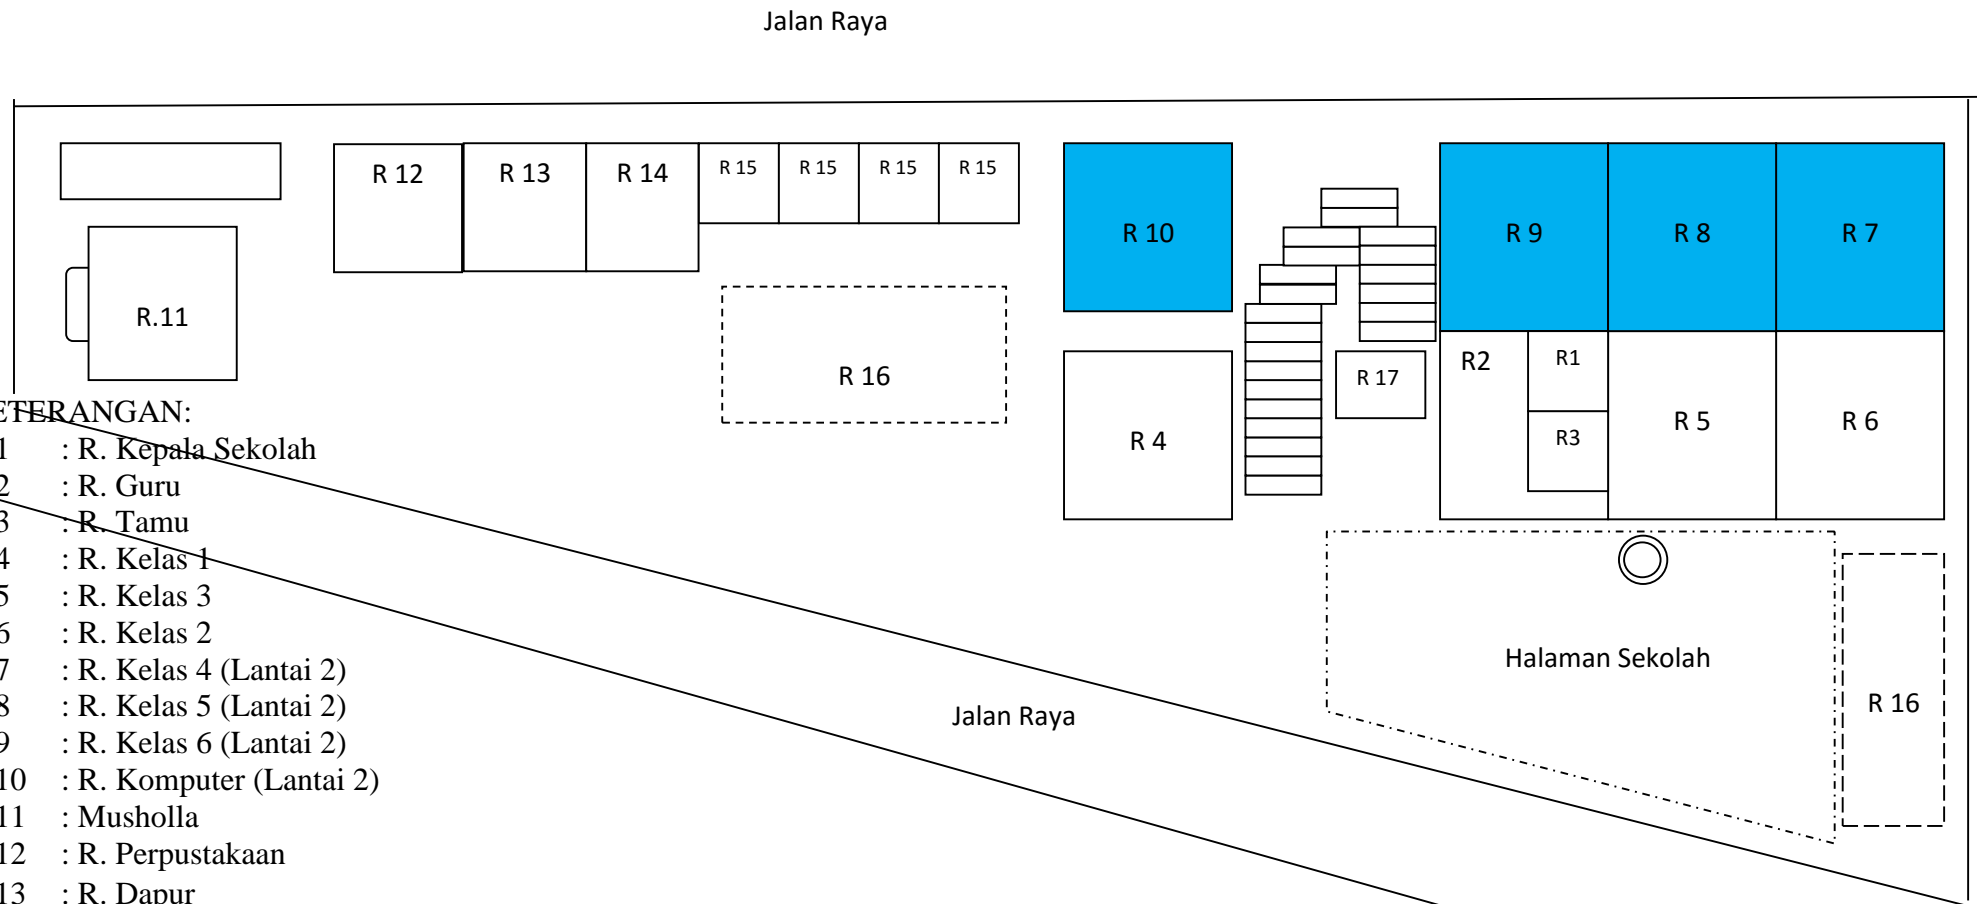 Jalan Raya
R 12
R 13
R 14
R 15
R 15
R 15
R 15
R 10
R 9
R 8
R 7
R.11
R 16
R 17
R2
R1
R3
R 4
R 5
R 6
Halaman Sekolah
R 16
Jalan Raya
ETERANGAN:
1 : R. Kepala Sekolah
2 : R. Guru
3 : R. Tamu
4 : R. Kelas 1
5 : R. Kelas 3
6 : R. Kelas 2
7 : R. Kelas 4 (Lantai 2)
8 : R. Kelas 5 (Lantai 2)
9 : R. Kelas 6 (Lantai 2)
10 : R. Komputer (Lantai 2)
11 : Musholla
12 : R. Perpustakaan
13 : R. Dapur